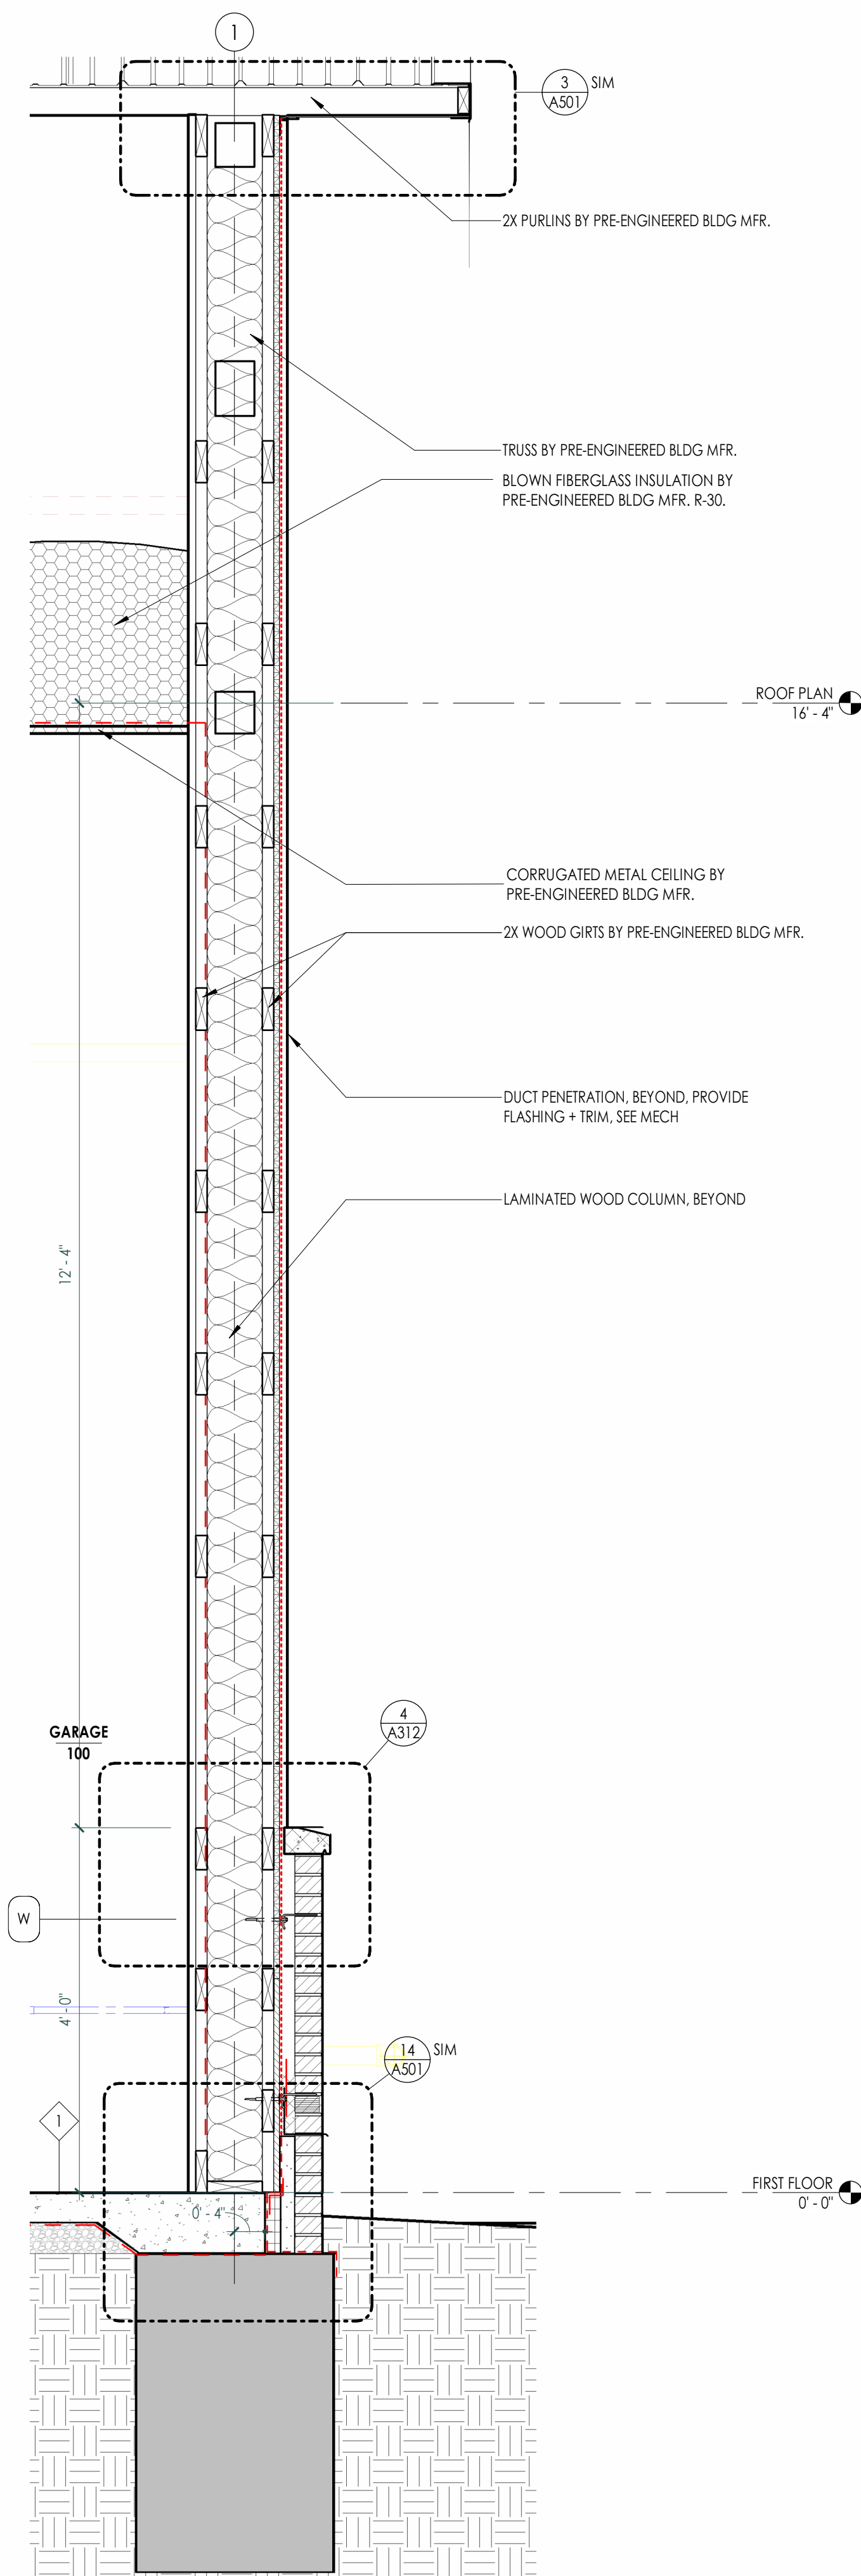 1
3
A501
SIM
2X PURLINS BY PRE-ENGINEERED BLDG MFR.
TRUSS BY PRE-ENGINEERED BLDG MFR.
BLOWN FIBERGLASS INSULATION BY
PRE-ENGINEERED BLDG MFR. R-30.
ROOF PLAN
16' - 4"
CORRUGATED METAL CEILING BY
PRE-ENGINEERED BLDG MFR.
2X WOOD GIRTS BY PRE-ENGINEERED BLDG MFR.
DUCT PENETRATION, BEYOND, PROVIDE
FLASHING + TRIM, SEE MECH
LAMINATED WOOD COLUMN, BEYOND
12' - 4"
4
A312
GARAGE
100
W
4' - 0"
14
A501
SIM
1
FIRST FLOOR
0' - 0"
0' - 4"